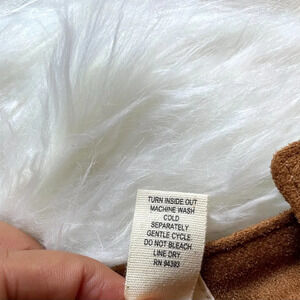 TURN INSIDE OUT
MACHINE WASH
COLD
SEPARATELY
GENTLE CYCLE
DO NOT BLEACH
LINE DRY
RN 94393